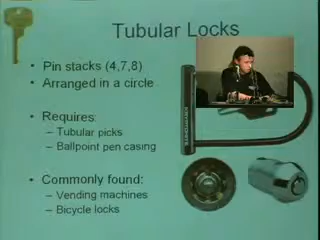 Tubular Locks
• Pin stacks (4,7,8)
• Arranged in a circle
• Requires:
– Tubular picks
– Ballpoint pen casing
• Commonly found:
– Vending machines
– Bicycle locks